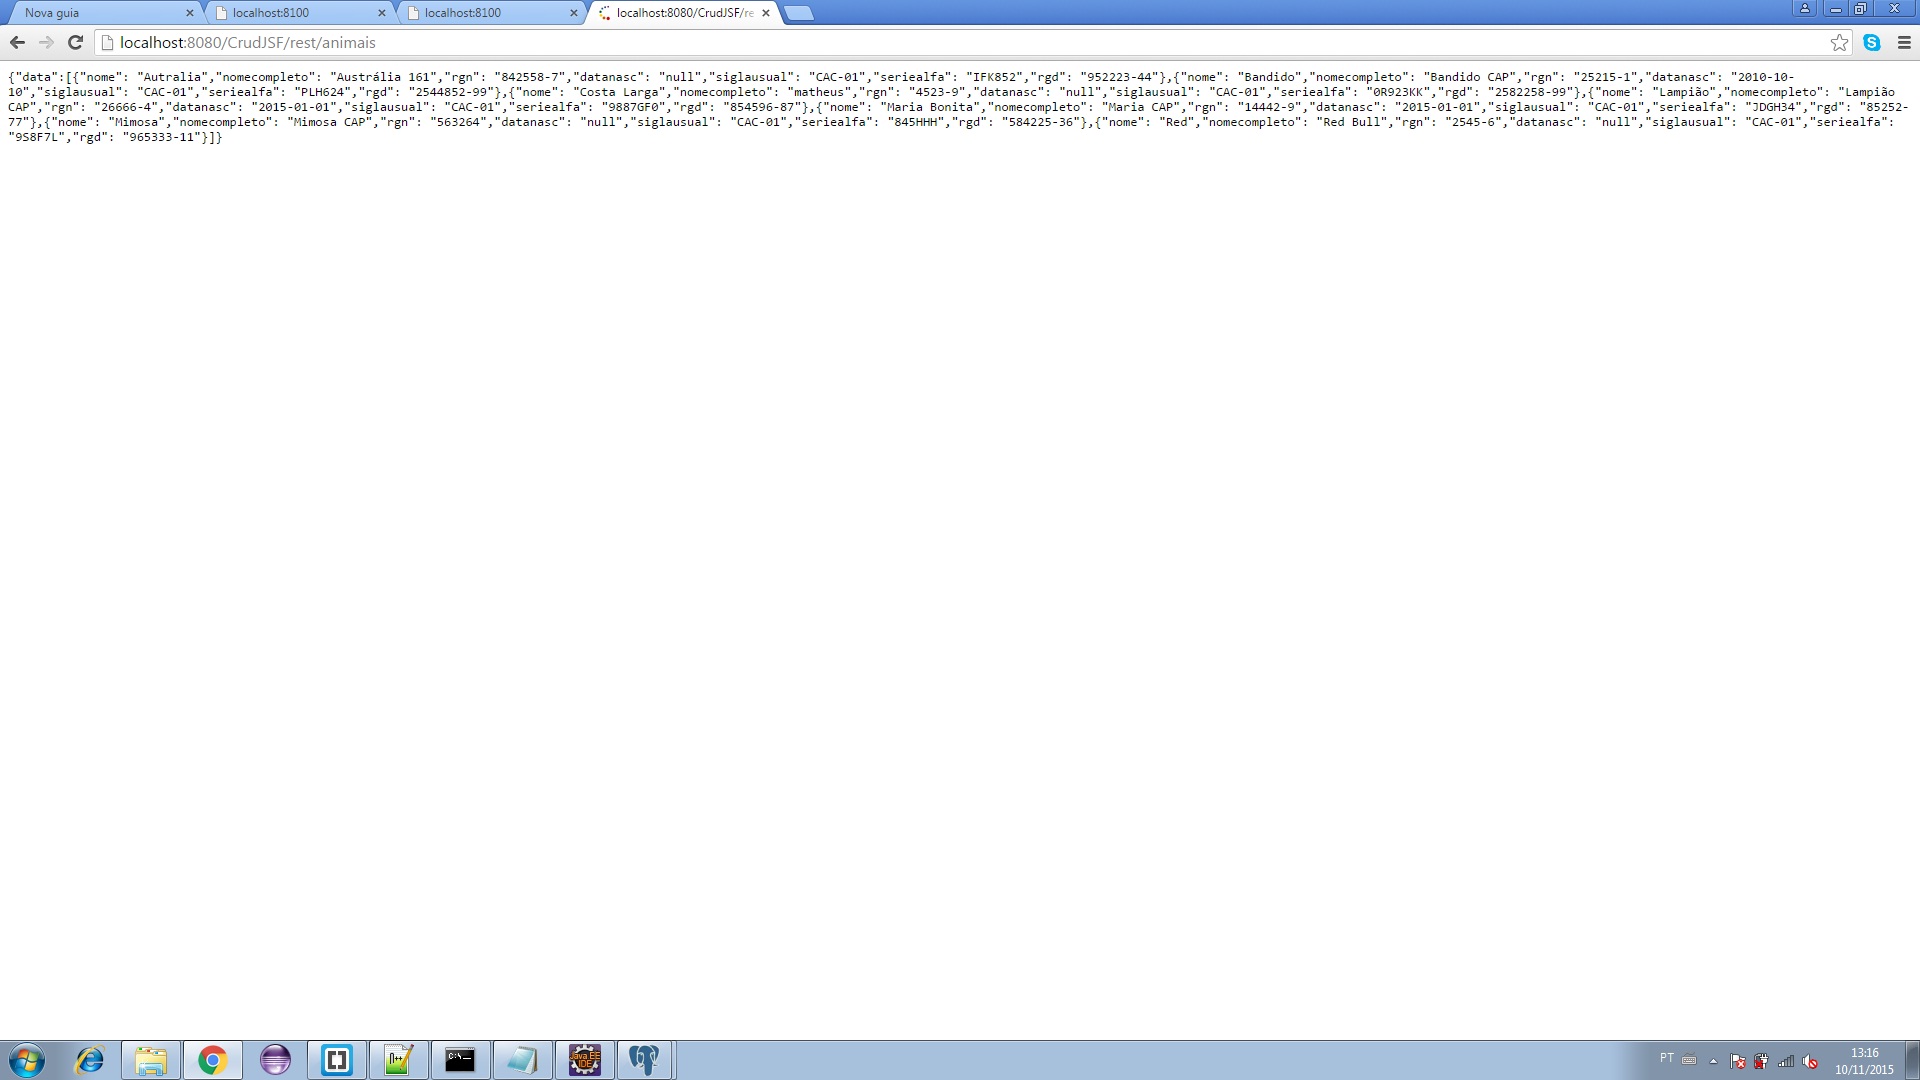 Nova guia
localhost:8100
localhost:8100
localhost:8080/CrudJSF/re
localhost:8080/CrudJSF/rest/animais
{"data":[{"nome": "Autralia","nomecompleto": "Austrália 161","rgn": "842558-7","datanasc": "null","siglausual": "CAC-01","seriealfa": "IFK852","rgd": "952223-44"},{"nome": "Bandido","nomecompleto": "Bandido CAP","rgn": "25215-1","datanasc": "2010-10-
10","siglausual": "CAC-01","seriealfa": "PLH624","rgd": "2544852-99"},{"nome": "Costa Larga","nomecompleto": "matheus","rgn": "4523-9","datanasc": "null","siglausual": "CAC-01","seriealfa": "0R923KK","rgd": "2582258-99"},{"nome": "Lampião","nomecompleto": "Lampião
CAP","rgn": "26666-4","datanasc": "2015-01-01","siglausual": "CAC-01","seriealfa": "9887GF0","rgd": "854596-87"},{"nome": "Maria Bonita","nomecompleto": "Maria CAP","rgn": "14442-9","datanasc": "2015-01-01","siglausual": "CAC-01","seriealfa": "JDGH34","rgd": "85252-
77"},{"nome": "Mimosa","nomecompleto": "Mimosa CAP","rgn": "563264","datanasc": "null","siglausual": "CAC-01","seriealfa": "845HHH","rgd": "584225-36"},{"nome": "Red","nomecompleto": "Red Bull","rgn": "2545-6","datanasc": "null","siglausual": "CAC-01","seriealfa":
"9S8F7L","rgd": "965333-11"}]}
Java EE
IDE
PT
13:16
10/11/2015